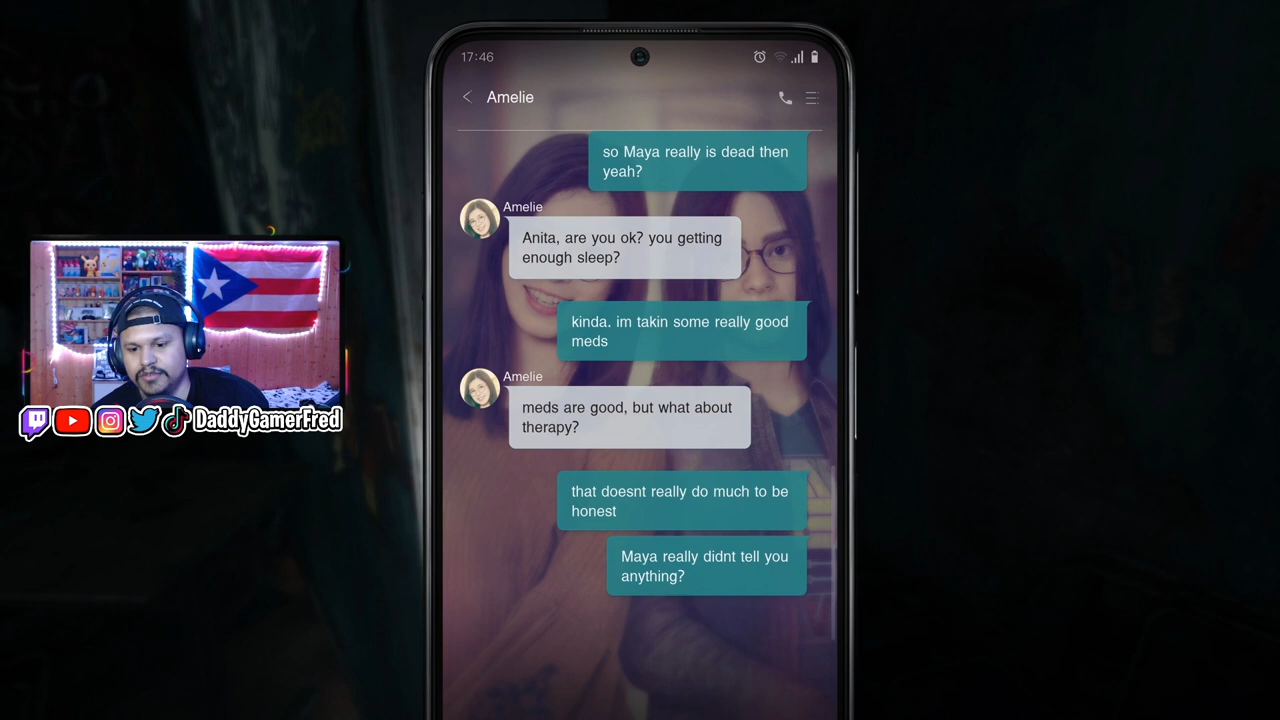 17:46
Amelie
so Maya really is dead then
yeah?
Amelie
Anita, are you ok? you getting
enough sleep?
kinda. im takin some really good
meds
Amelie
meds are good, but what about
therapy?
that doesnt really do much to be
honest
Maya really didnt tell you
anything?
DaddyGamerFred